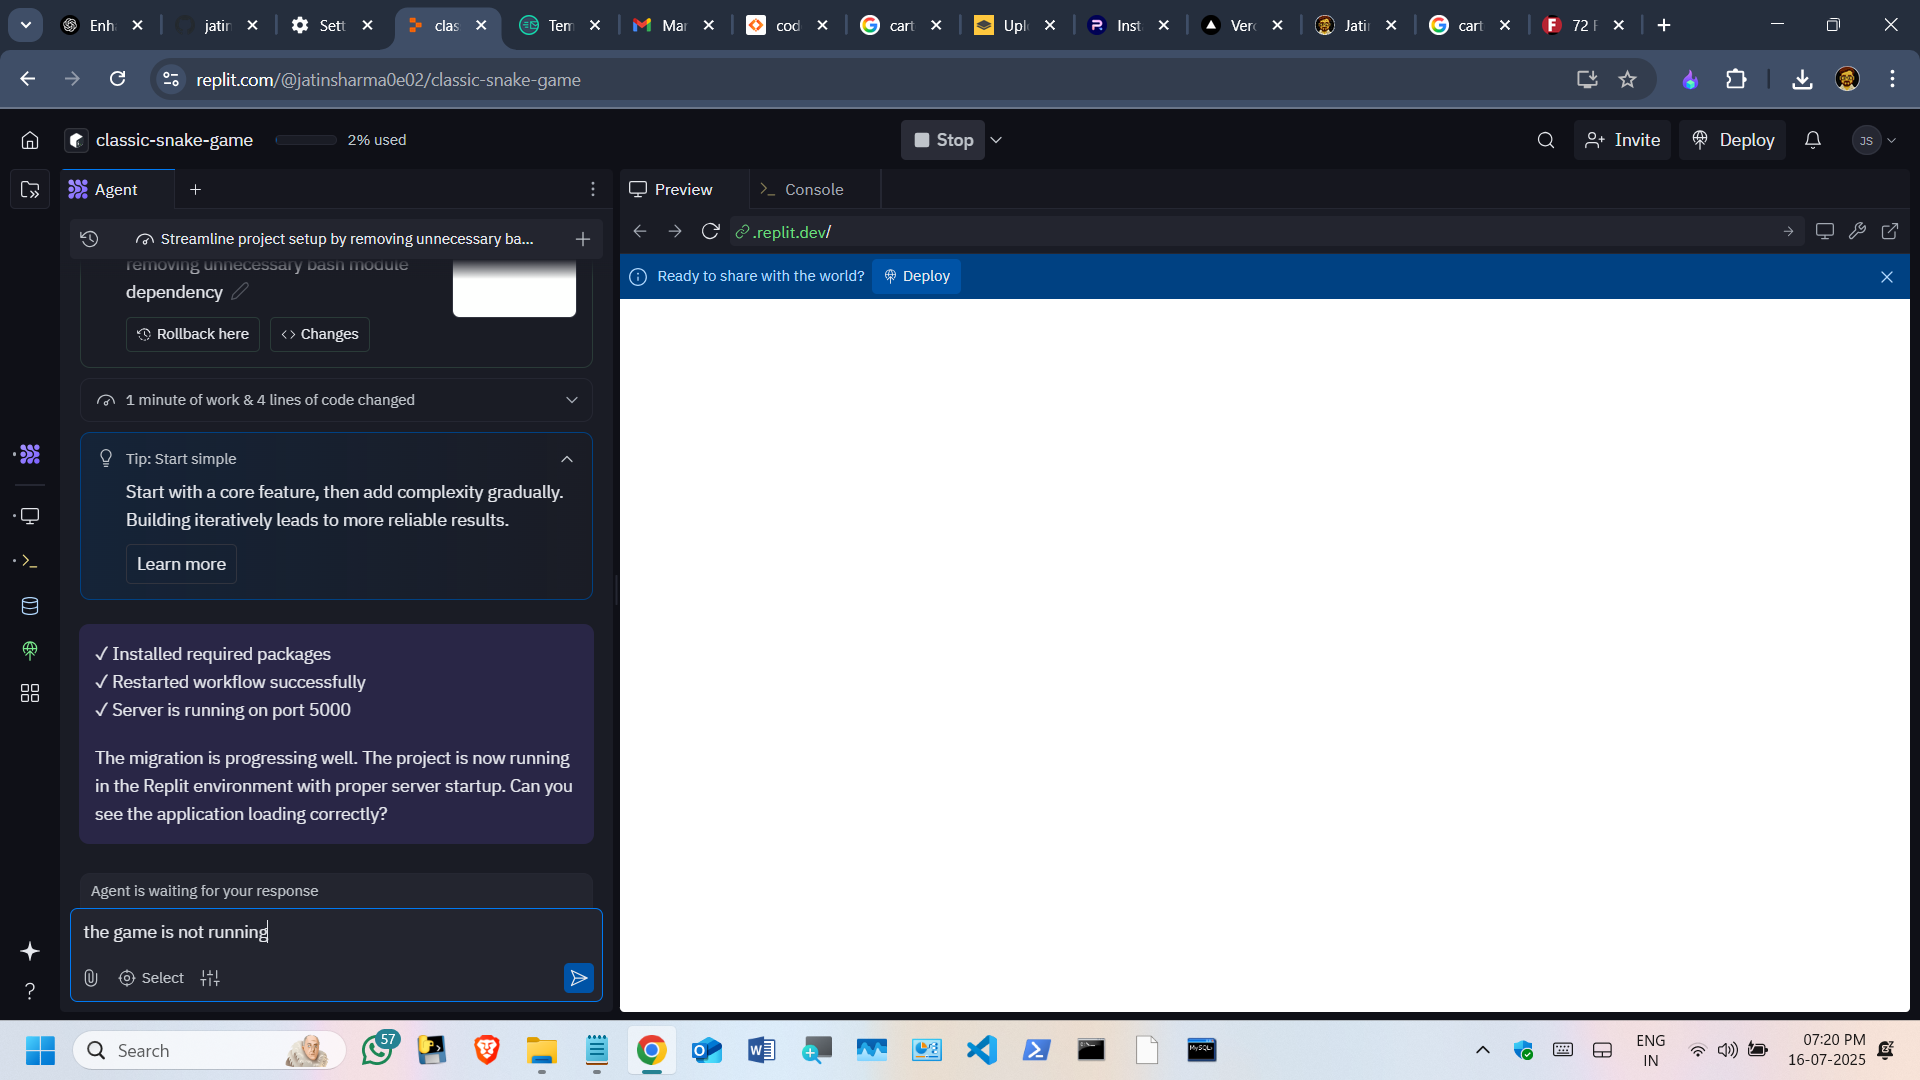 Enha
jatin
Sett
clas
Tem
Mar
cod
cart
Uplo
Inst
Verc
Jatin
cart
72 F
replit.com/@jatinsharma0e02/classic-snake-game
classic-snake-game
2% used
Stop
Invite
Deploy
JS
Agent
Preview
Console
Streamline project setup by removing unnecessary ba...
.replit.dev/
removing unnecessary bash module
dependency
Ready to share with the world?
Deploy
Rollback here
Changes
1 minute of work & 4 lines of code changed
Tip: Start simple
Start with a core feature, then add complexity gradually.
Building iteratively leads to more reliable results.
Learn more
✓ Installed required packages
✓ Restarted workflow successfully
✓ Server is running on port 5000
The migration is progressing well. The project is now running
in the Replit environment with proper server startup. Can you
see the application loading correctly?
Agent is waiting for your response
the game is not running
Select
Search
57
ENG
IN
07:20 PM
16-07-2025